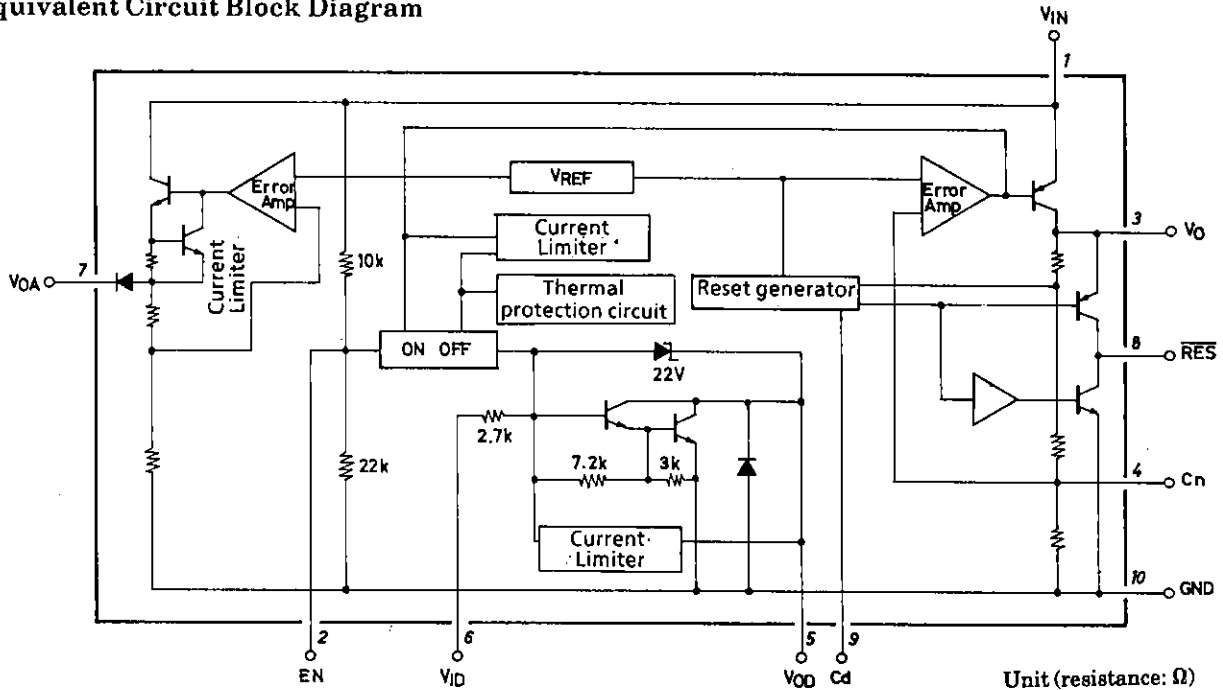 quivalent Circuit Block Diagram
VIN
1
Error Amp
VREF
Error Amp
3
VO
Current Limiter
Current Limiter
7
VOA
10k
Thermal protection circuit
Reset generator
ON OFF
8
RES
22V
2.7k
22k
7.2k
3k
4
Cn
Current Limiter
10
GND
2
6
5
9
EN
VID
VOD
Cd
Unit (resistance: Ω)